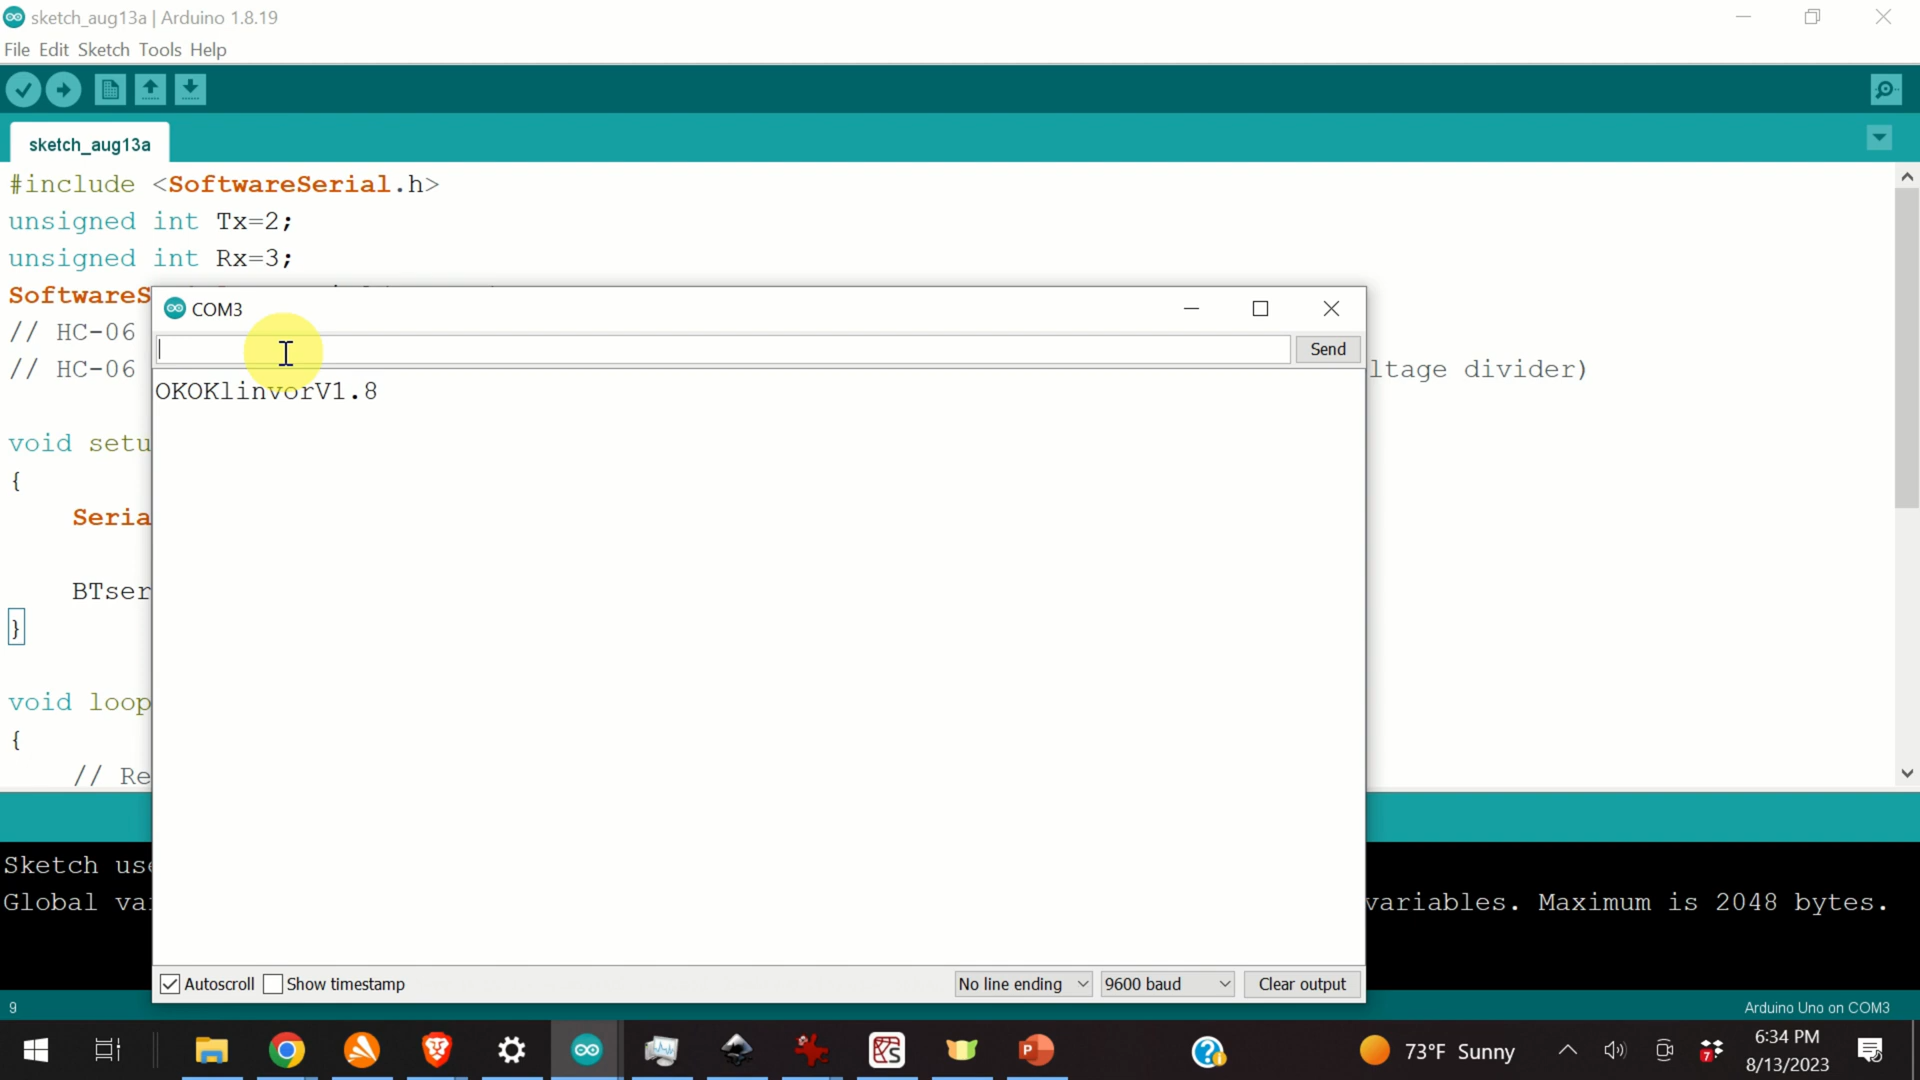 sketch_aug13a | Arduino 1.8.19
File Edit Sketch Tools Help
sketch_aug13a
#include <SoftwareSerial.h>
unsigned int Tx=2;
unsigned int Rx=3;
SoftwareS
// HC-06
// HC-06 ltage divider)
void setu
{
Seria
BTser
}
void loop
{
// Re
COM3
Send
OKOKlinvorV1.8
Autoscroll Show timestamp No line ending 9600 baud Clear output
Sketch use
Global va variables. Maximum is 2048 bytes.
9 Arduino Uno on COM3
73°F Sunny
7
6:34 PM
8/13/2023